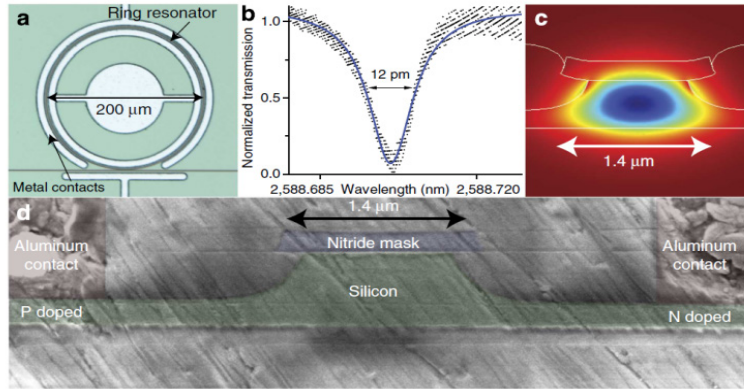 a
Ring resonator
200 μm
Metal contacts
b
Normalized transmission
1.0
0.5
0.0
12 pm
2,588.685
Wavelength (nm)
2,588.720
c
1.4 μm
d
1.4 μm
Aluminum
contact
Nitride mask
Aluminum
contact
Silicon
P doped
N doped